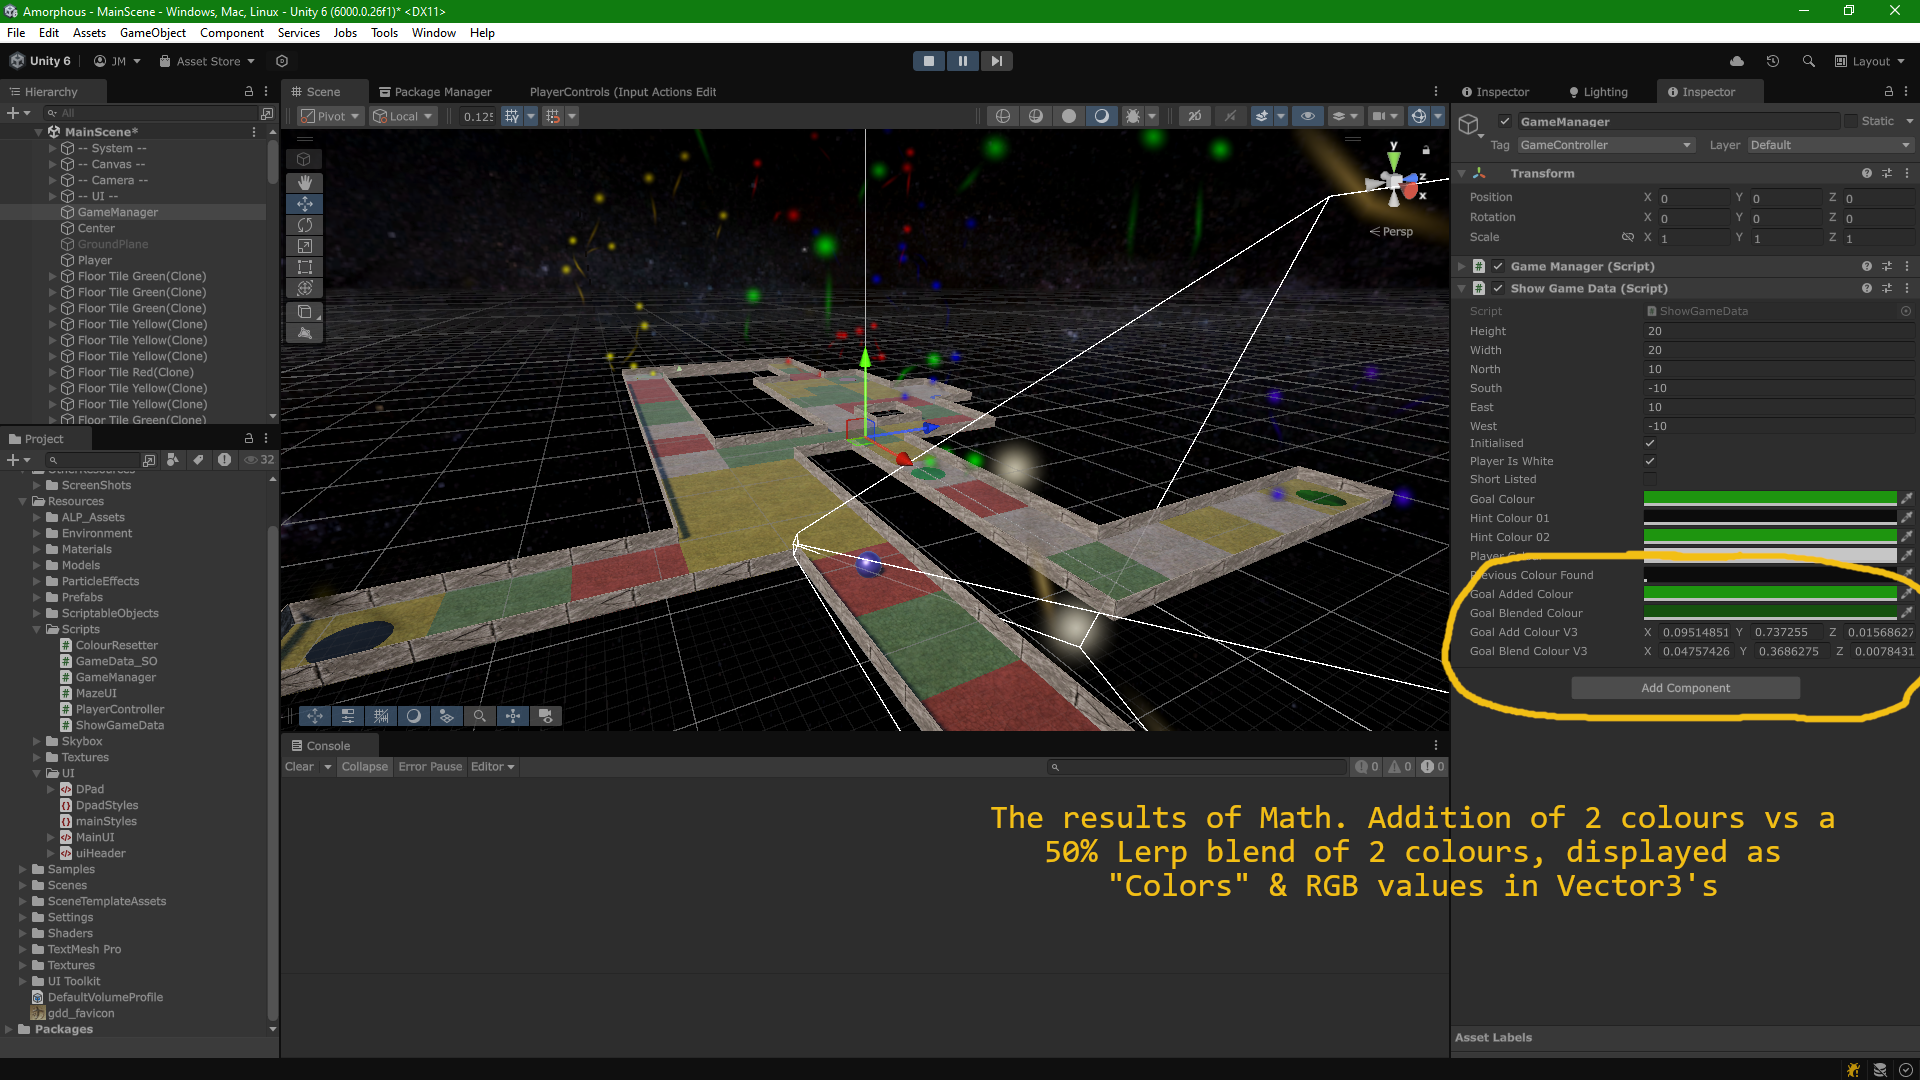 Amorphous - MainScene - Windows, Mac, Linux - Unity 6 (6000.0.26f1)* <DX11>
File Edit Assets GameObject Component Services Jobs Tools Window Help
Unity 6 JM Asset Store Layout
Hierarchy
All
MainScene*
-- System --
-- Canvas --
-- Camera --
-- UI --
GameManager
Center
GroundPlane
Player
Floor Tile Green(Clone)
Floor Tile Green(Clone)
Floor Tile Green(Clone)
Floor Tile Yellow(Clone)
Floor Tile Yellow(Clone)
Floor Tile Yellow(Clone)
Floor Tile Red(Clone)
Floor Tile Yellow(Clone)
Floor Tile Yellow(Clone)
Floor Tile Green(Clone)
Project
32
OtherResources
ScreenShots
Resources
ALP_Assets
Environment
Materials
Models
ParticleEffects
Prefabs
ScriptableObjects
Scripts
ColourResetter
GameData_SO
GameManager
MazeUI
PlayerController
ShowGameData
Skybox
Textures
UI
DPad
DpadStyles
mainStyles
MainUI
uiHeader
Samples
Scenes
SceneTemplateAssets
Settings
Shaders
TextMesh Pro
Textures
UI Toolkit
DefaultVolumeProfile
gdd_favicon
Packages
Scene Package Manager PlayerControls (Input Actions Edit
Pivot Local 0.125 2D
y
z
x
Persp
Console
Clear Collapse Error Pause Editor 0 0 0
The results of Math. Addition of 2 colours vs a
50% Lerp blend of 2 colours, displayed as
"Colors" & RGB values in Vector3's
Inspector Lighting Inspector
GameManager Static
Tag GameController Layer Default
Transform
Position X 0 Y 0 Z 0
Rotation X 0 Y 0 Z 0
Scale X 1 Y 1 Z 1
Game Manager (Script)
Show Game Data (Script)
Script ShowGameData
Height 20
Width 20
North 10
South -10
East 10
West -10
Initialised
Player Is White
Short Listed
Goal Colour
Hint Colour 01
Hint Colour 02
Player Colour
Previous Colour Found
Goal Added Colour
Goal Blended Colour
Goal Add Colour V3 X 0.09514851 Y 0.737255 Z 0.01568627
Goal Blend Colour V3 X 0.04757426 Y 0.3686275 Z 0.0078431
Add Component
Asset Labels